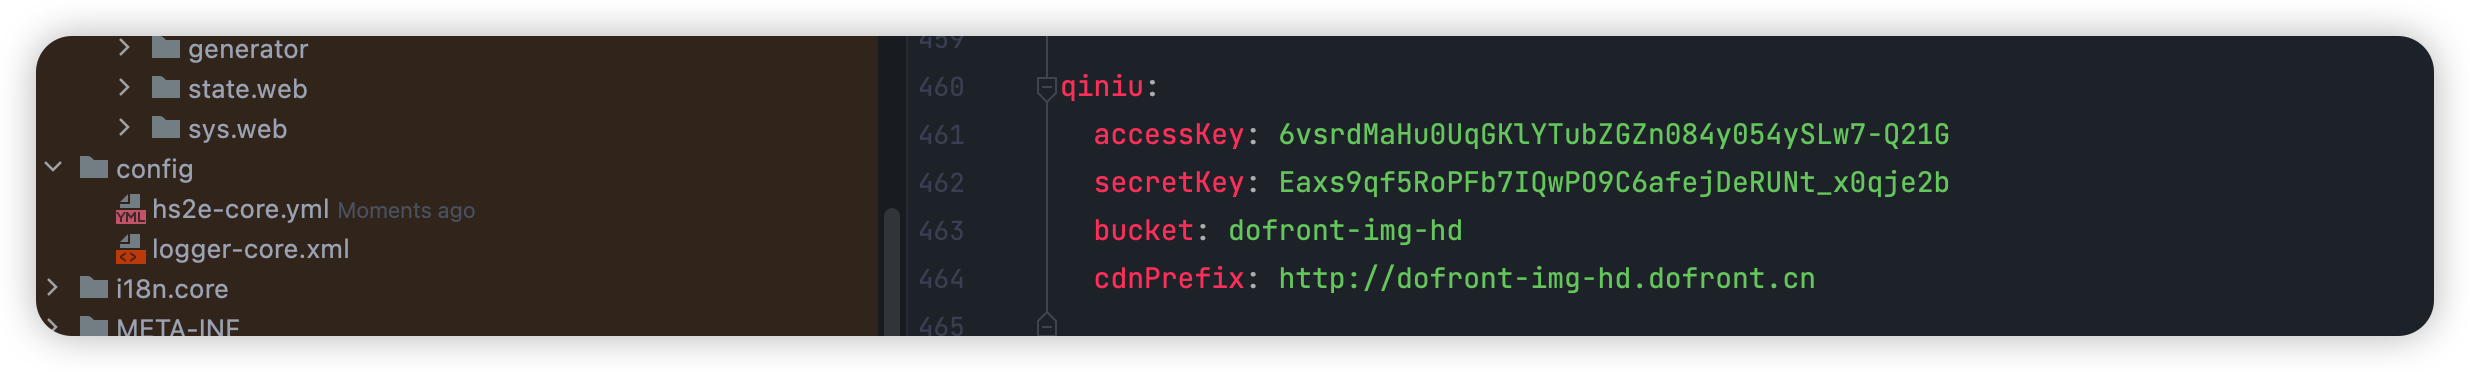 generator
state.web
sys.web
config
hs2e-core.yml Moments ago
logger-core.xml
i18n.core
META-INF
459
460 qiniu:
461 accessKey: 6vsrdMaHu0UqGKlYTubZGZn084y054ySLw7-Q21G
462 secretKey: Eaxs9qf5RoPFb7IQwPO9C6afejDeRUNt_x0qje2b
463 bucket: dofront-img-hd
464 cdnPrefix: http://dofront-img-hd.dofront.cn
465